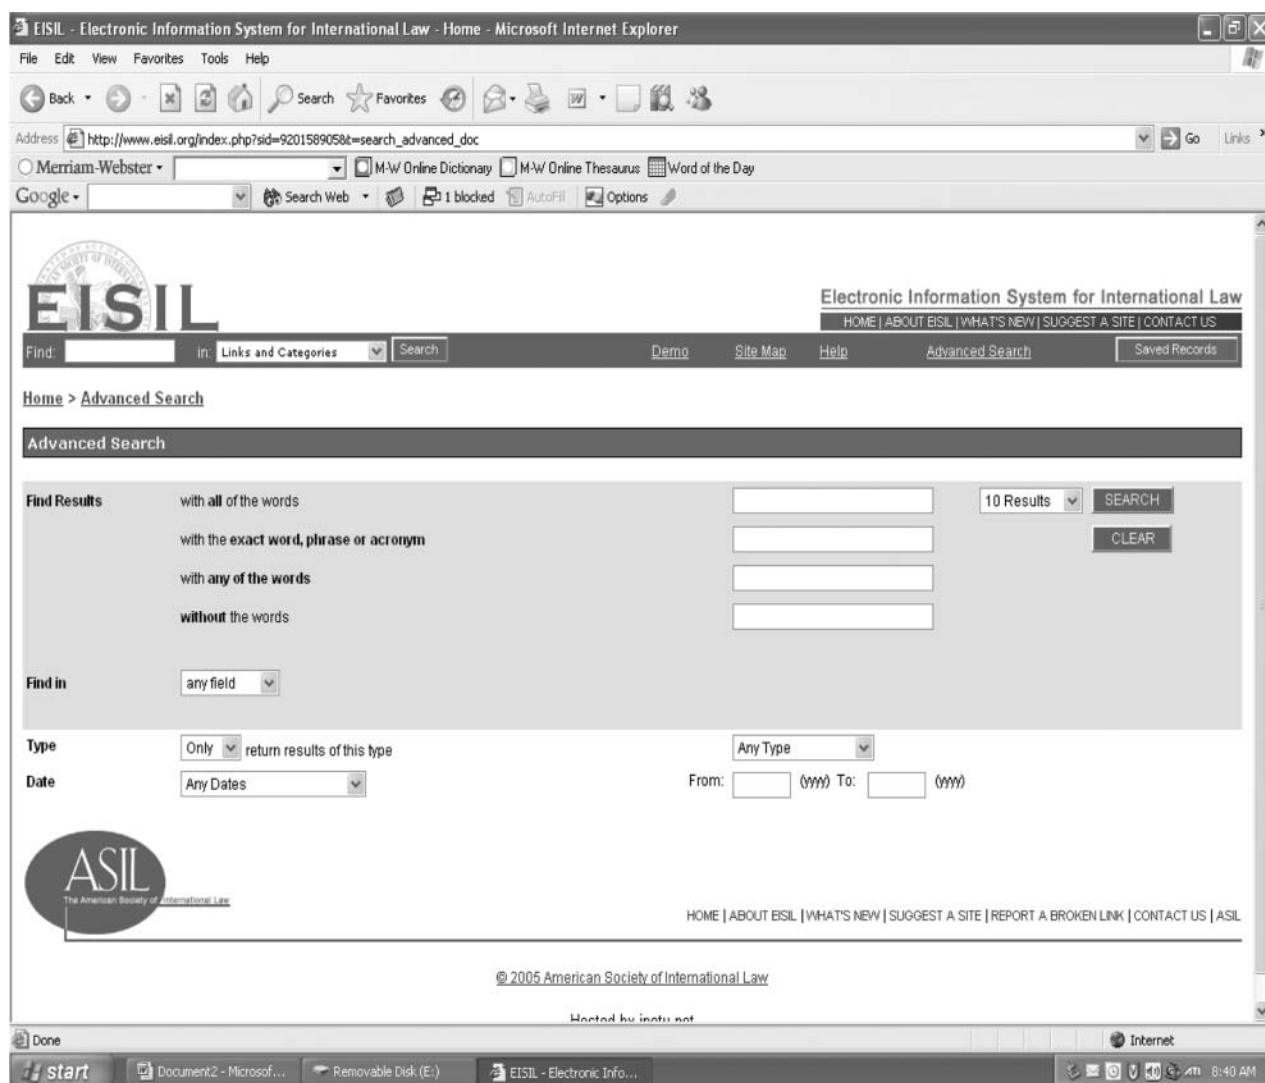 EISIL - Electronic Information System for International Law - Home - Microsoft Internet Explorer
File Edit View Favorites Tools Help
Back Search Favorites
Address http://www.eisil.org/index.php?sid=920158905&t=search_advanced_doc Go Links
Merriam-Webster M-W Online Dictionary M-W Online Thesaurus Word of the Day
Google Search Web 1 blocked AutoFill Options
EISIL
Electronic Information System for International Law
HOME | ABOUT EISIL | WHAT'S NEW | SUGGEST A SITE | CONTACT US
Find: in: Links and Categories Search Demo Site Map Help Advanced Search Saved Records
Home > Advanced Search
Advanced Search
Find Results with all of the words 10 Results SEARCH
with the exact word, phrase or acronym CLEAR
with any of the words
without the words
Find in any field
Type Only return results of this type Any Type
Date Any Dates From: (yyyy) To: (yyyy)
ASIL
The American Society of International Law
HOME | ABOUT EISIL | WHAT'S NEW | SUGGEST A SITE | REPORT A BROKEN LINK | CONTACT US | ASIL
© 2005 American Society of International Law
Hosted by
Done Internet
start Document2 - Microsof... Removable Disk (E:) EISIL - Electronic Info... 8:40 AM